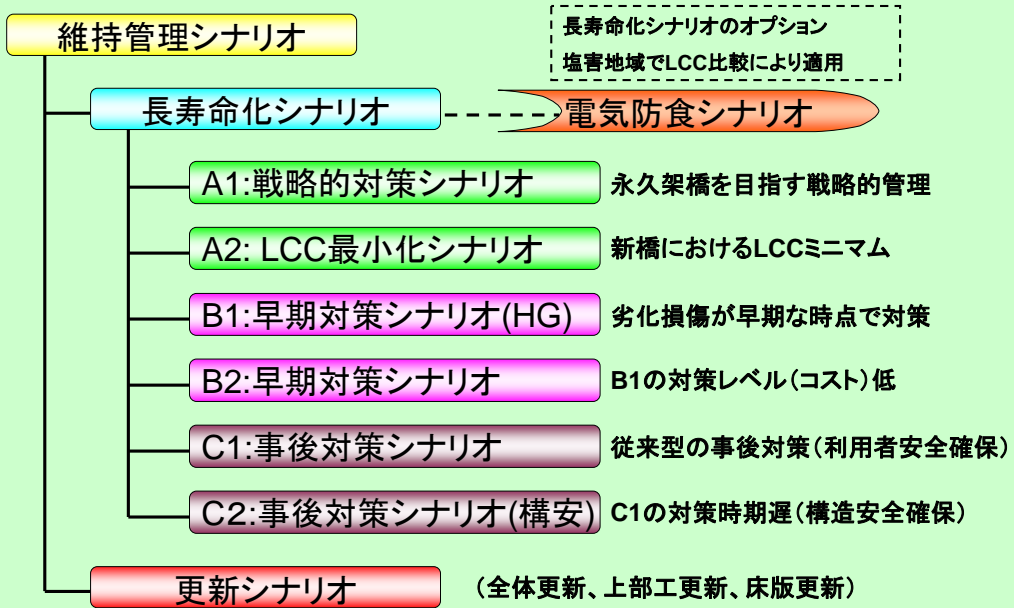 維持管理シナリオ
長寿命化シナリオのオプション
塩害地域でLCC比較により適用
長寿命化シナリオ
電気防食シナリオ
A1:戦略的対策シナリオ
永久架橋を目指す戦略的管理
A2: LCC最小化シナリオ
新橋におけるLCCミニマム
B1:早期対策シナリオ(HG)
劣化損傷が早期な時点で対策
B2:早期対策シナリオ
B1の対策レベル(コスト)低
C1:事後対策シナリオ
従来型の事後対策(利用者安全確保)
C2:事後対策シナリオ(構安)
C1の対策時期遅(構造安全確保)
更新シナリオ
(全体更新、上部工更新、床版更新)